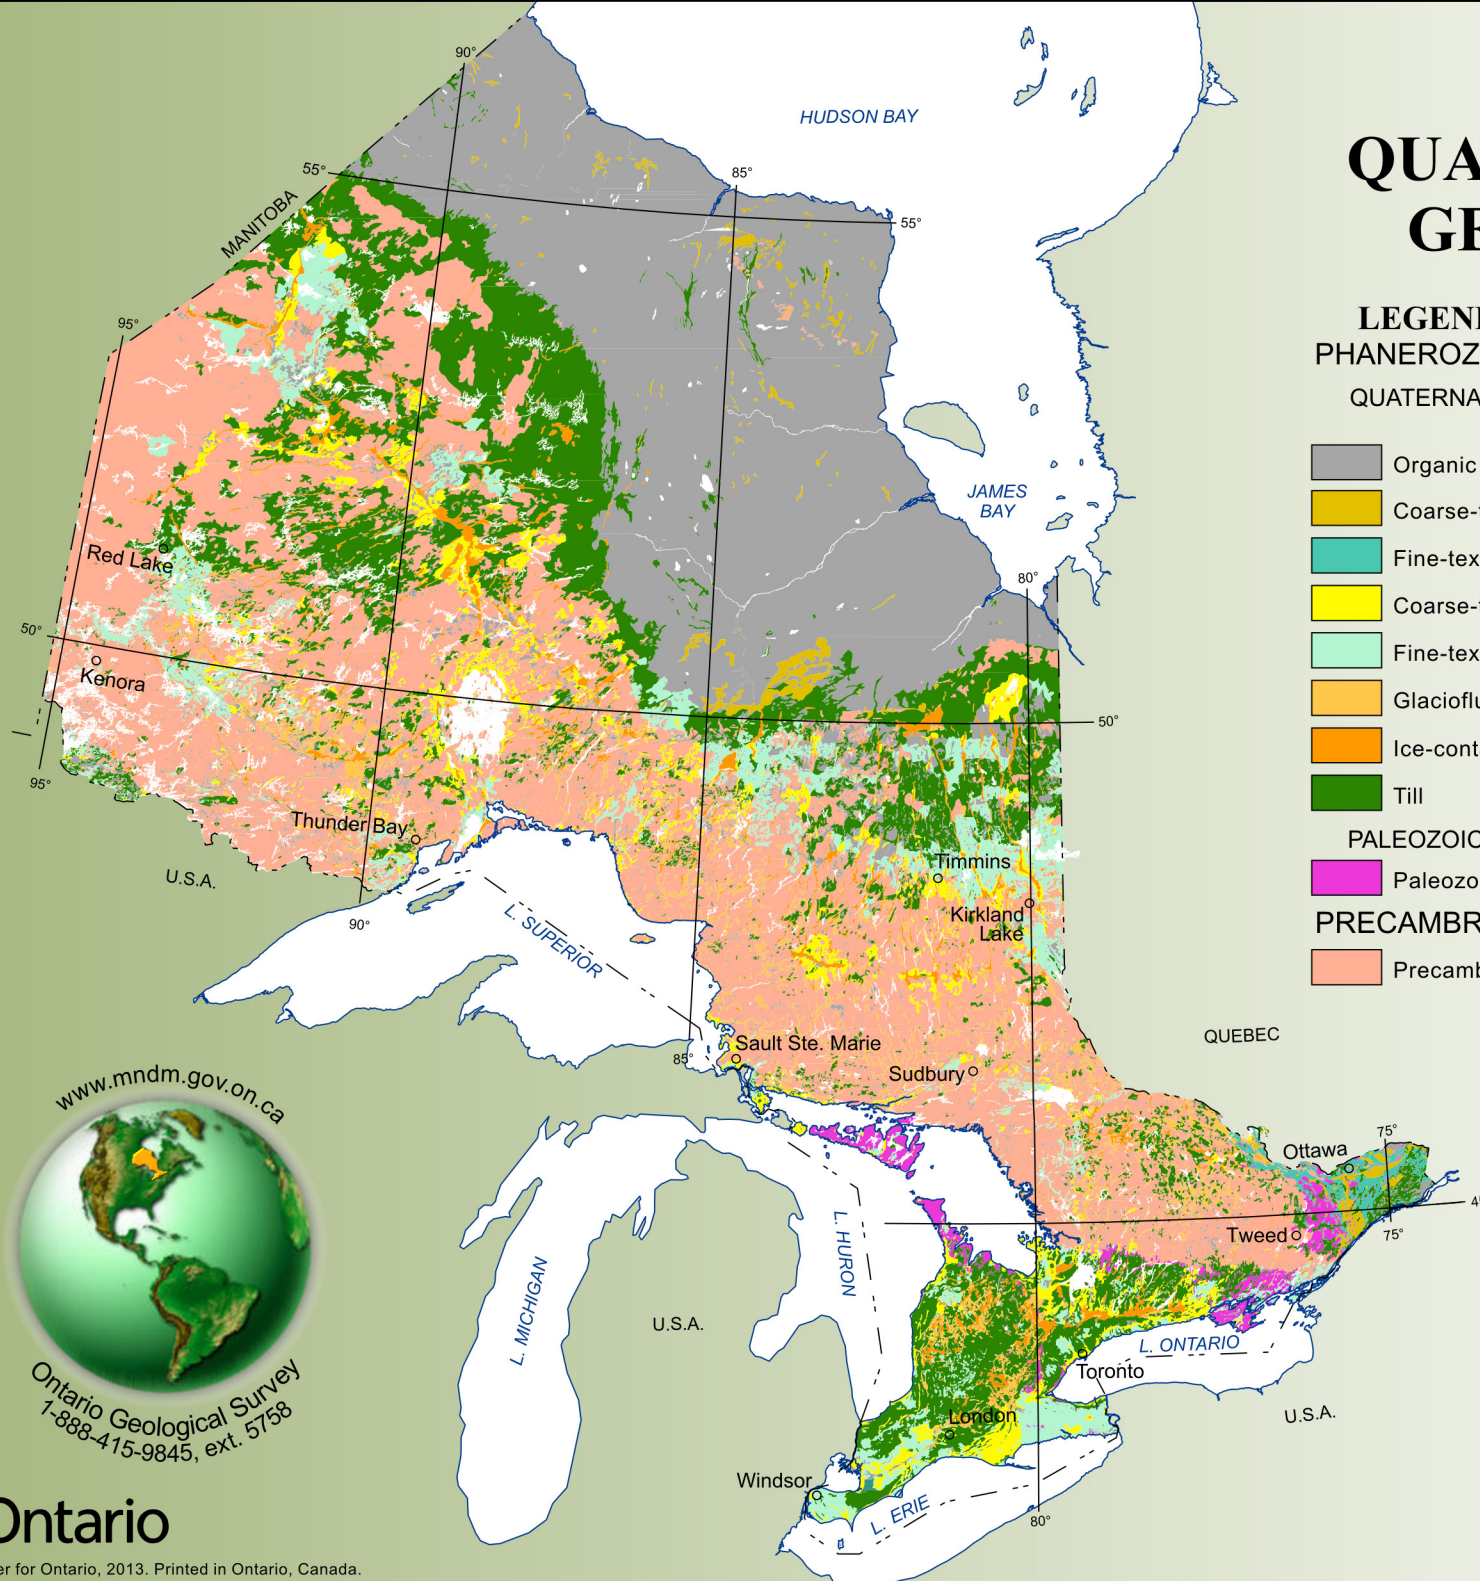 90°
HUDSON BAY
55°
85°
MANITOBA
55°
QUA
GE
95°
LEGEN
PHANEROZ
QUATERNA
Organic
Coarse-
JAMES
BAY
Red Lake
Fine-tex
80°
Coarse-
50°
Fine-tex
Kenora
Glacioflu
50°
Ice-cont
95°
Till
Thunder Bay
PALEOZOIC
Timmins
Paleozo
U.S.A.
Kirkland
Lake
90°
L. SUPERIOR
PRECAMBR
Precamb
QUEBEC
Sault Ste. Marie
85°
Sudbury
www.mndm.gov.on.ca
75°
Ottawa
Tweed
75°
L. HURON
L. MICHIGAN
U.S.A.
L. ONTARIO
Toronto
Ontario Geological Survey
1-888-415-9845, ext. 5758
London
U.S.A.
Windsor
L. ERIE
80°
Ontario
er for Ontario, 2013. Printed in Ontario, Canada.